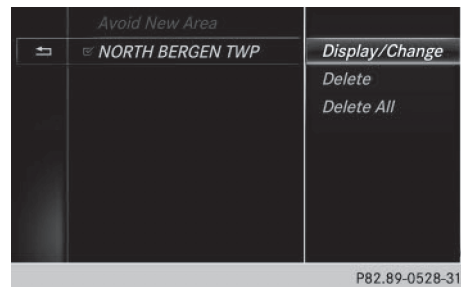 Avoid New Area
NORTH BERGEN TWP
Display/Change
Delete
Delete All
P82.89-0528-31